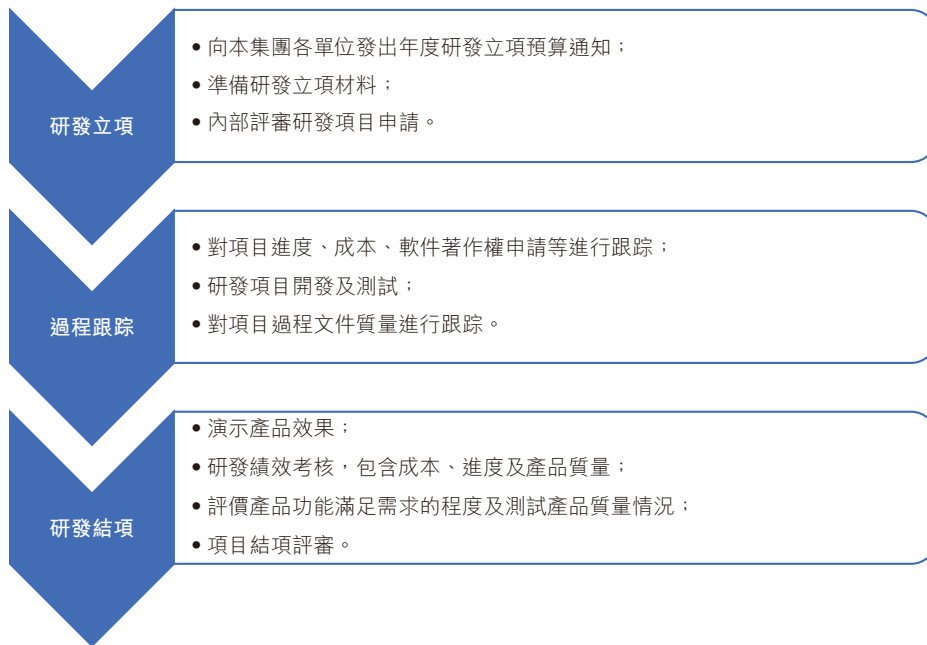 研發立項
• 向本集團各單位發出年度研發立項預算通知；
• 準備研發立項材料；
• 內部評審研發項目申請。
過程跟踪
• 對項目進度、成本、軟件著作權申請等進行跟踪；
• 研發項目開發及測試；
• 對項目過程文件質量進行跟踪。
研發結項
• 演示產品效果；
• 研發績效考核，包含成本、進度及產品質量；
• 評價產品功能滿足需求的程度及測試產品質量情況；
• 項目結項評審。